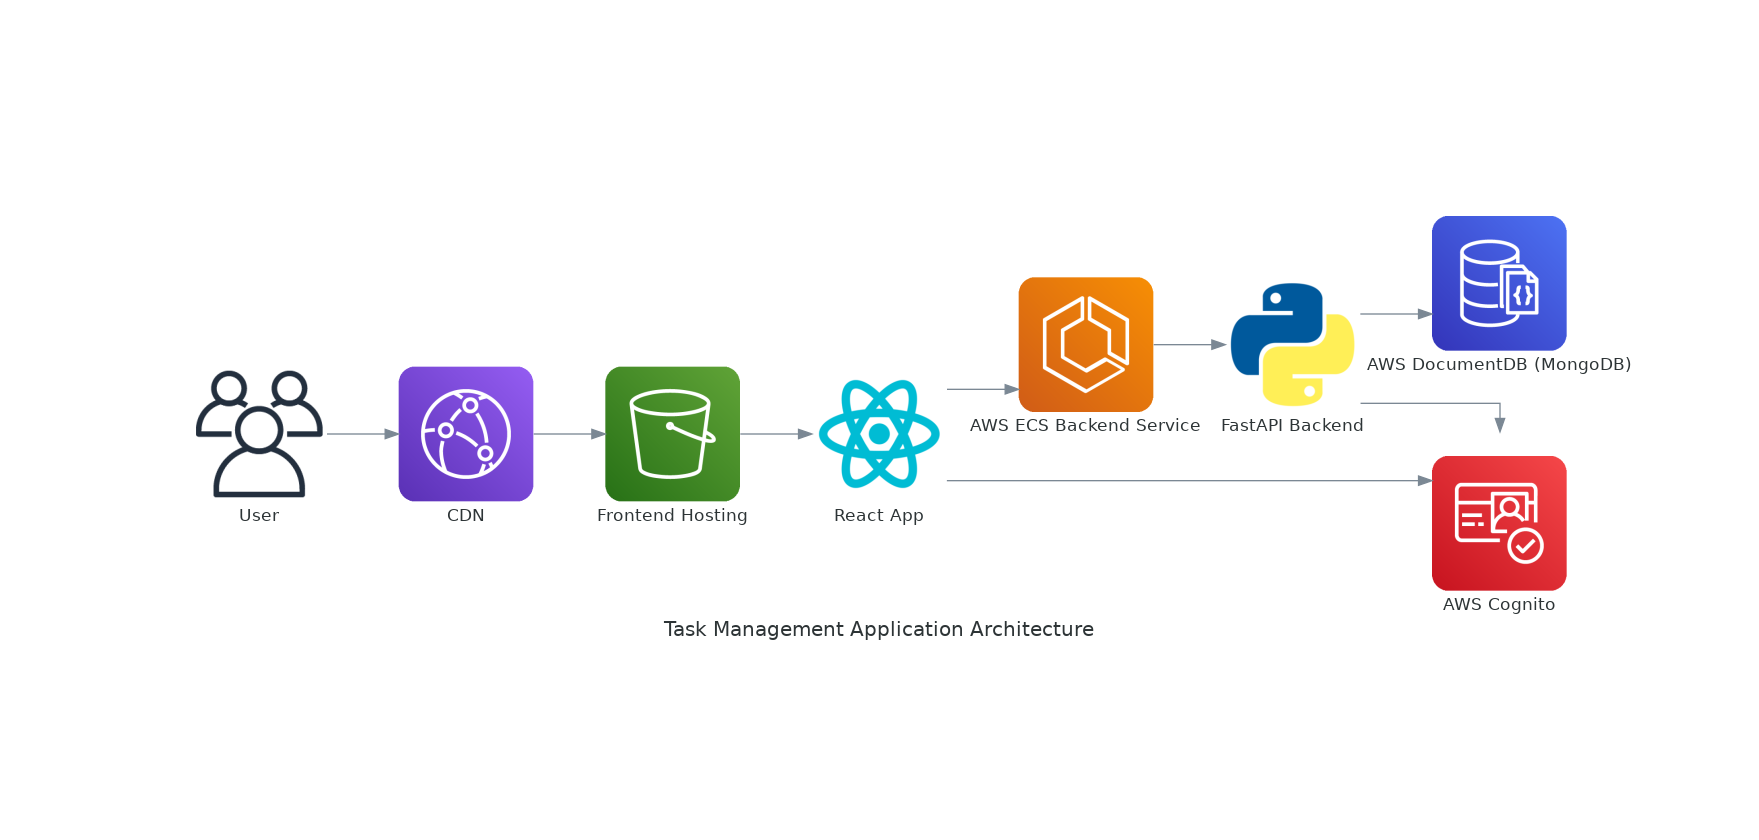 User
CDN
Frontend Hosting
React App
AWS ECS Backend Service
FastAPI Backend
AWS DocumentDB (MongoDB)
AWS Cognito
Task Management Application Architecture